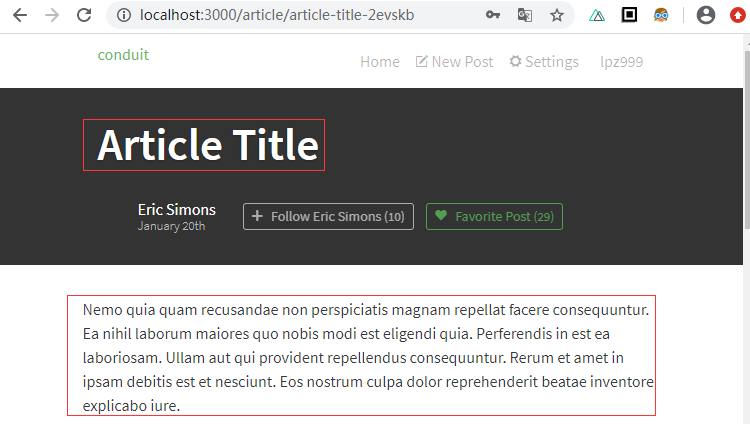 localhost:3000/article/article-title-2evskb
conduit
Home New Post Settings lpz999
Article Title
Eric Simons
January 20th
Follow Eric Simons (10)
Favorite Post (29)
Nemo quia quam recusandae non perspiciatis magnam repellat facere consequuntur.
Ea nihil laborum maiores quo nobis modi est eligendi quia. Perferendis in est ea
laboriosam. Ullam aut qui provident repellendus consequuntur. Rerum et amet in
ipsam debitis est et nesciunt. Eos nostrum culpa dolor reprehenderit beatae inventore
explicabo iure.